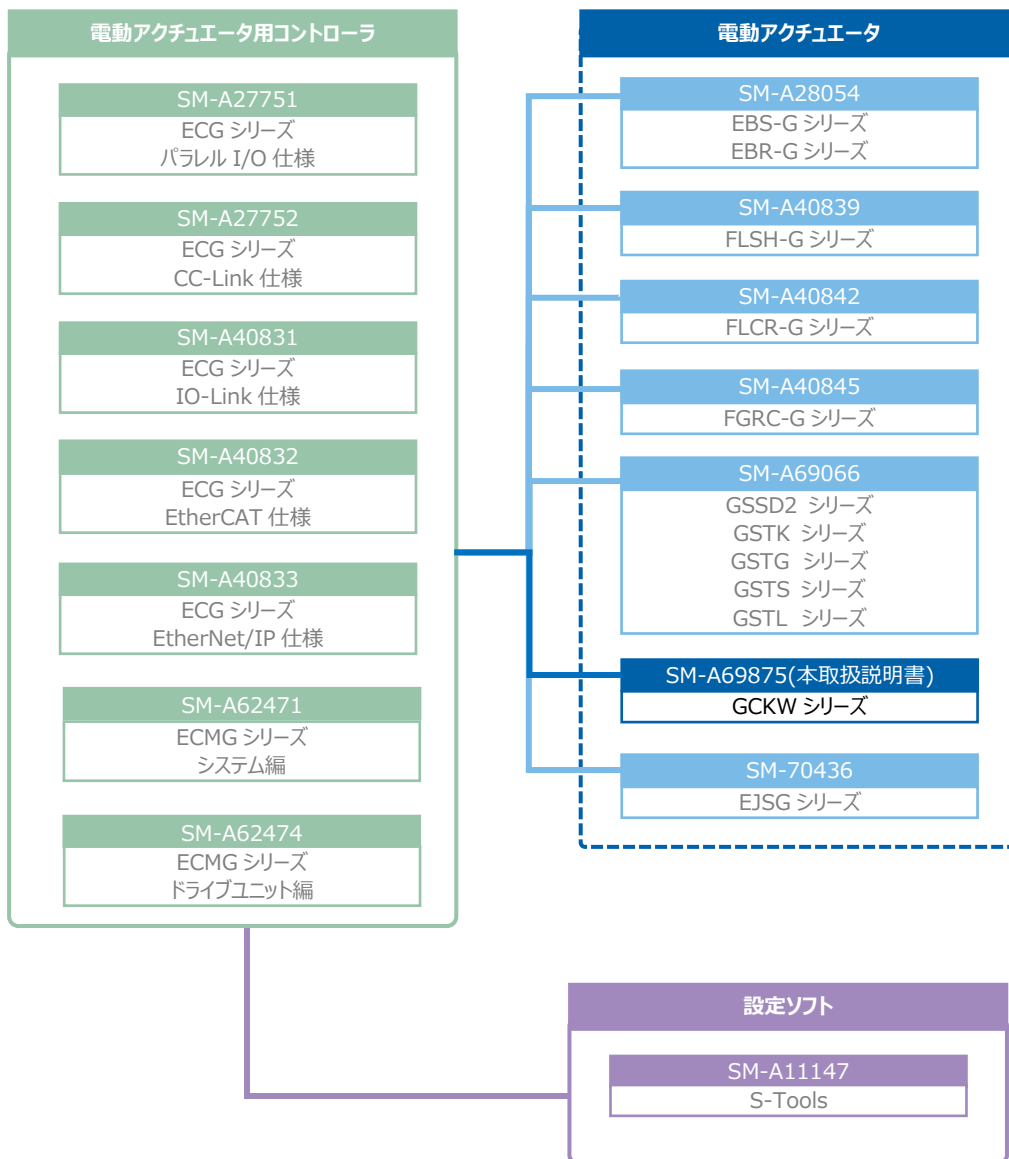 電動アクチュエータ用コントローラ
SM-A27751
ECG シリーズ
パラレル I/O 仕様
SM-A27752
ECG シリーズ
CC-Link 仕様
SM-A40831
ECG シリーズ
IO-Link 仕様
SM-A40832
ECG シリーズ
EtherCAT 仕様
SM-A40833
ECG シリーズ
EtherNet/IP 仕様
SM-A62471
ECMG シリーズ
システム編
SM-A62474
ECMG シリーズ
ドライブユニット編
電動アクチュエータ
SM-A28054
EBS-G シリーズ
EBR-G シリーズ
SM-A40839
FLSH-G シリーズ
SM-A40842
FLCR-G シリーズ
SM-A40845
FGRC-G シリーズ
SM-A69066
GSSD2 シリーズ
GSTK シリーズ
GSTG シリーズ
GSTS シリーズ
GSTL シリーズ
SM-A69875(本取扱説明書)
GCKW シリーズ
SM-70436
EJSG シリーズ
設定ソフト
SM-A11147
S-Tools